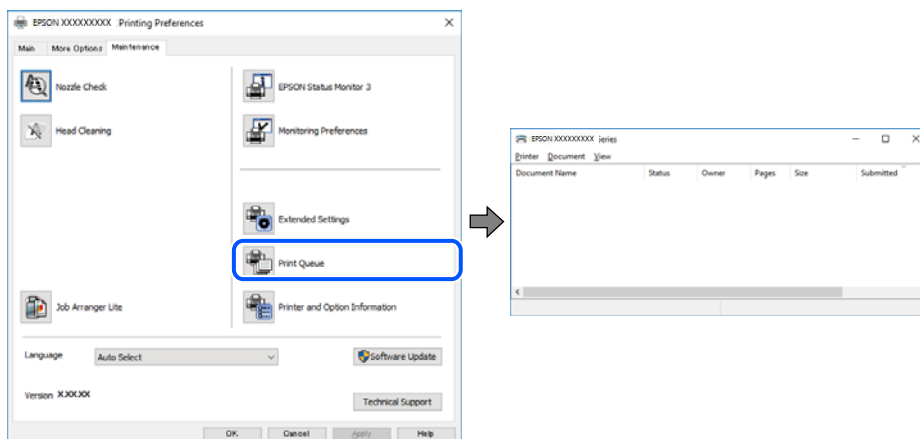 EPSON XXXXXXXXX Printing Preferences
Main More Options Maintenance
Nozzle Check
EPSON Status Monitor 3
Head Cleaning
Monitoring Preferences
Extended Settings
Print Queue
Job Arranger Lite
Printer and Option Information
Language Auto Select
Software Update
Version X.XX.XX
Technical Support
OK Cancel Apply Help
EPSON XXXXXXXXX ieries
Printer Document View
Document Name Status Owner Pages Size Submitted